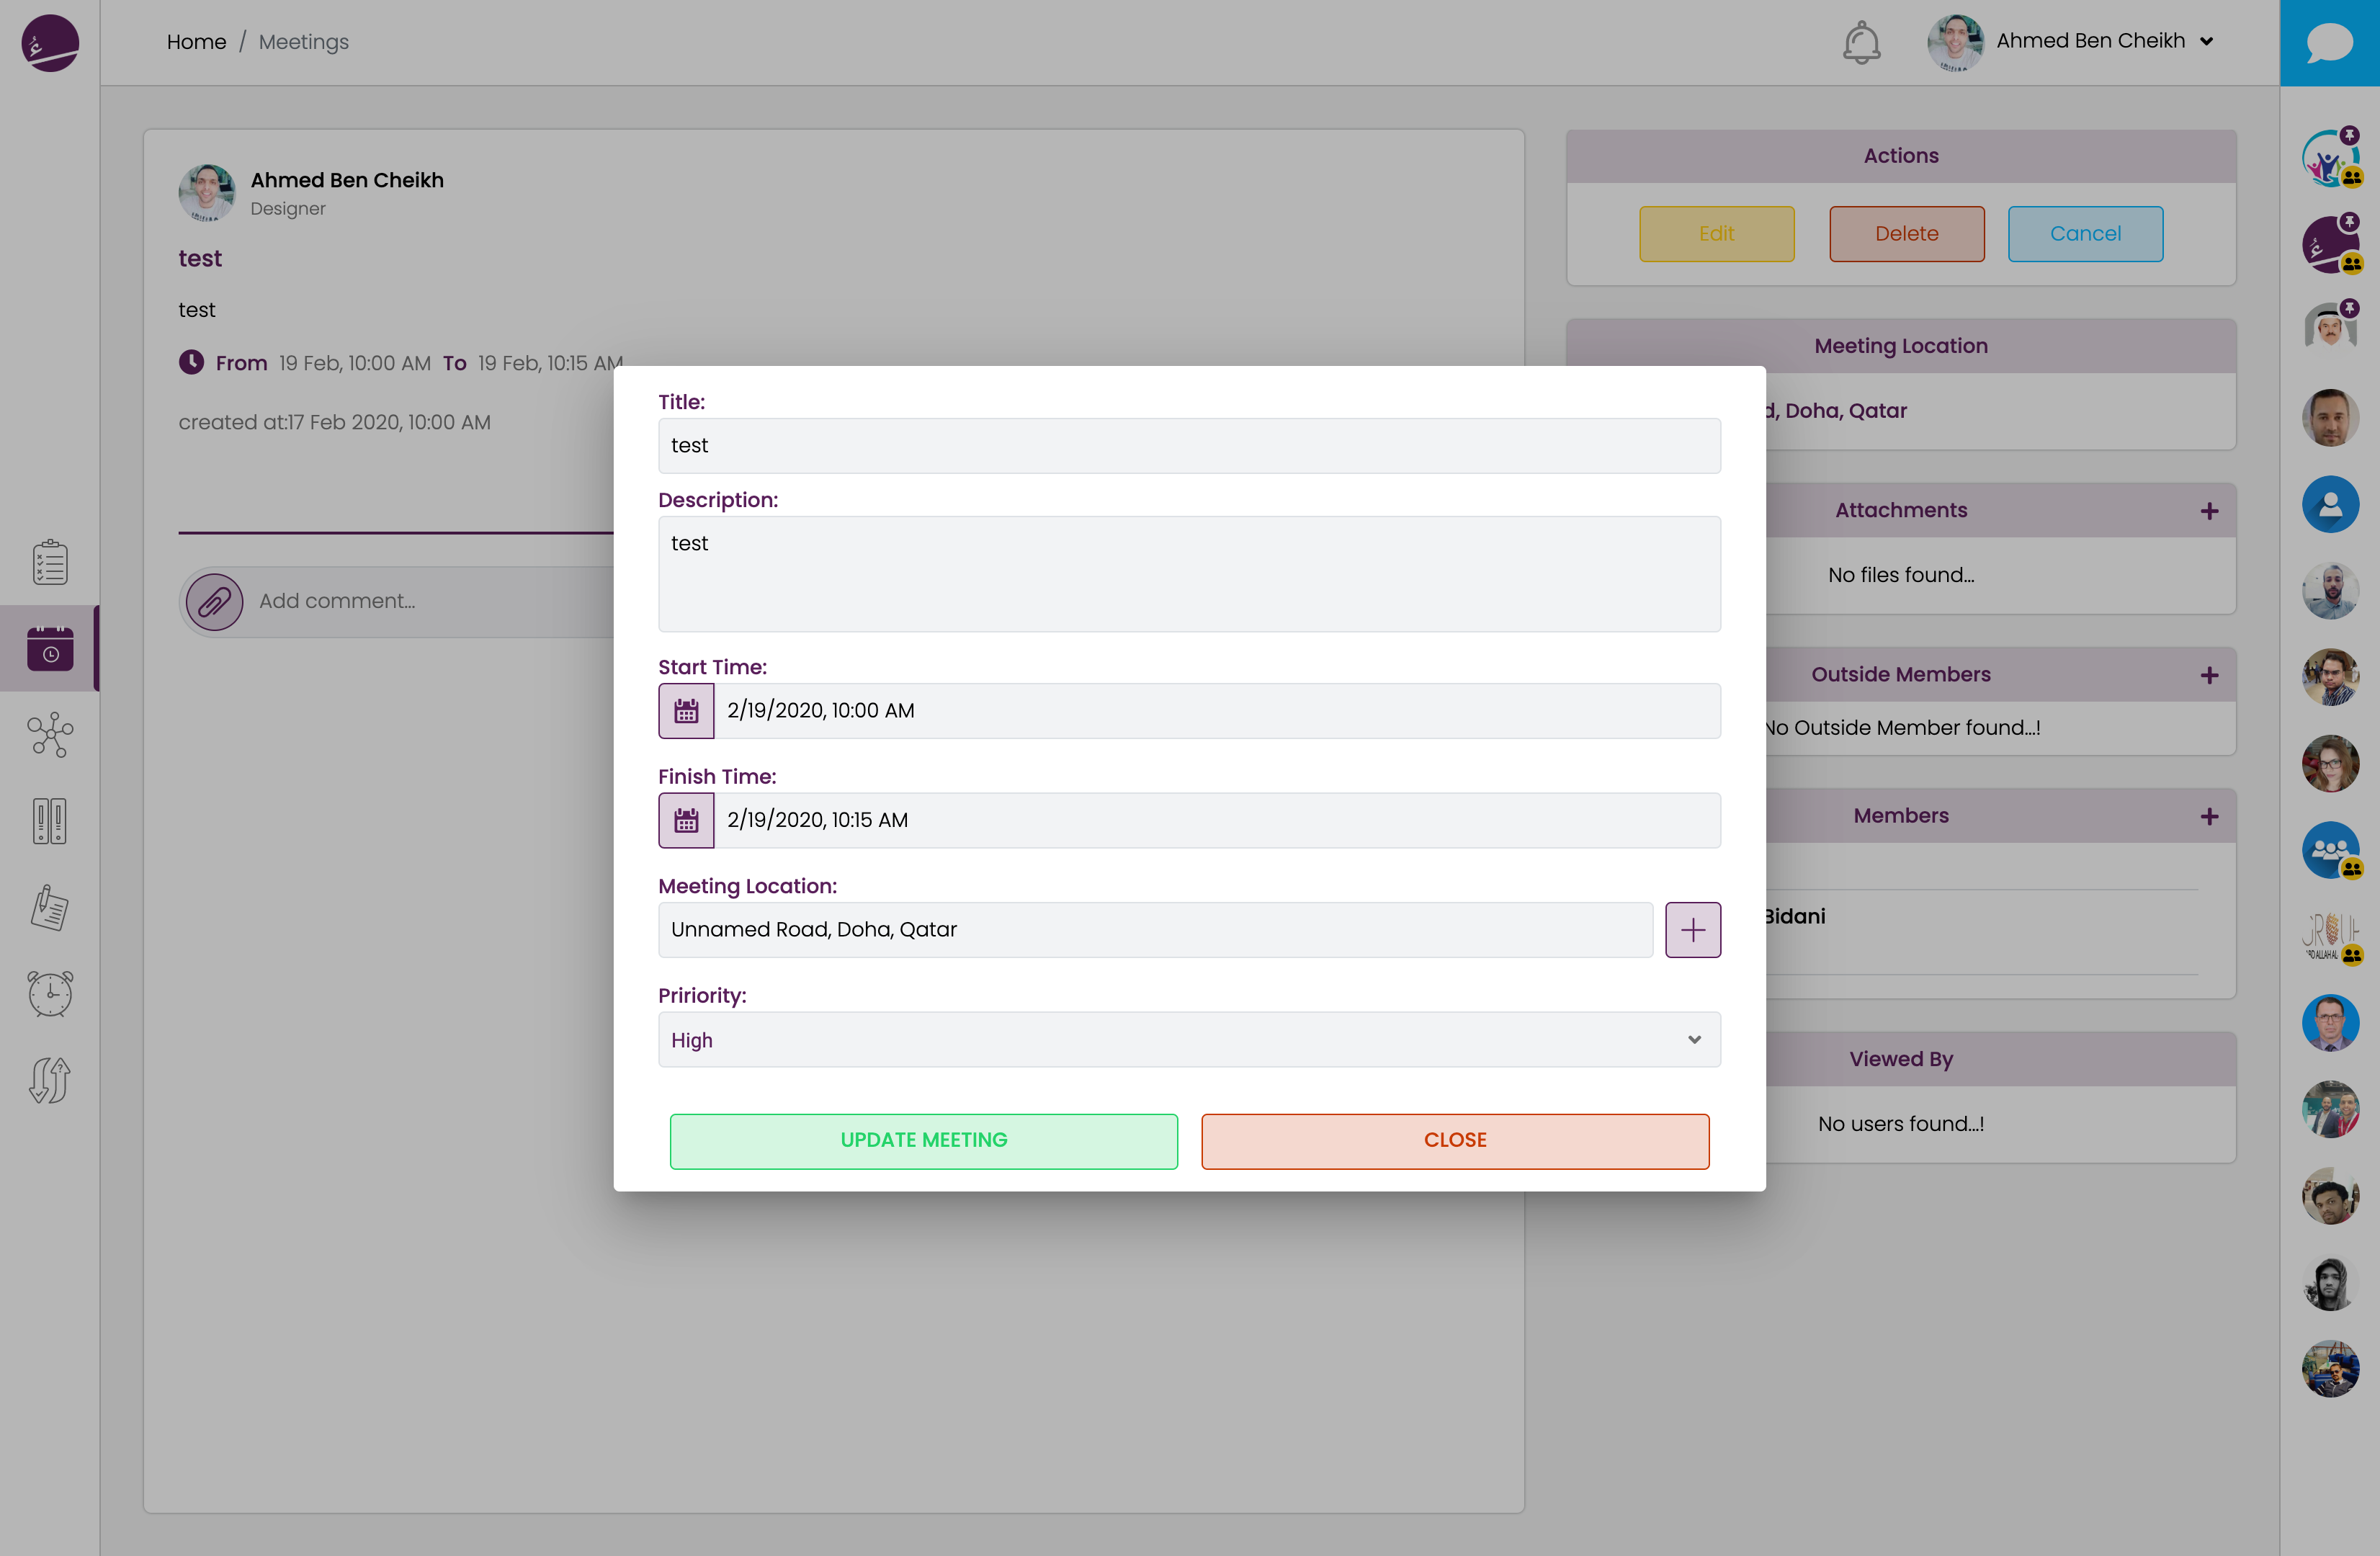 Home / Meetings
Ahmed Ben Cheikh
Ahmed Ben Cheikh
Designer
test
test
From 19 Feb, 10:00 AM To 19 Feb, 10:15 AM
created at:17 Feb 2020, 10:00 AM
Add comment...
Title:
test
Description:
test
Start Time:
2/19/2020, 10:00 AM
Finish Time:
2/19/2020, 10:15 AM
Meeting Location:
Unnamed Road, Doha, Qatar
Pririority:
High
UPDATE MEETING
CLOSE
Actions
Edit
Delete
Cancel
Meeting Location
d, Doha, Qatar
Attachments
No files found...
Outside Members
No Outside Member found...!
Members
Bidani
Viewed By
No users found...!